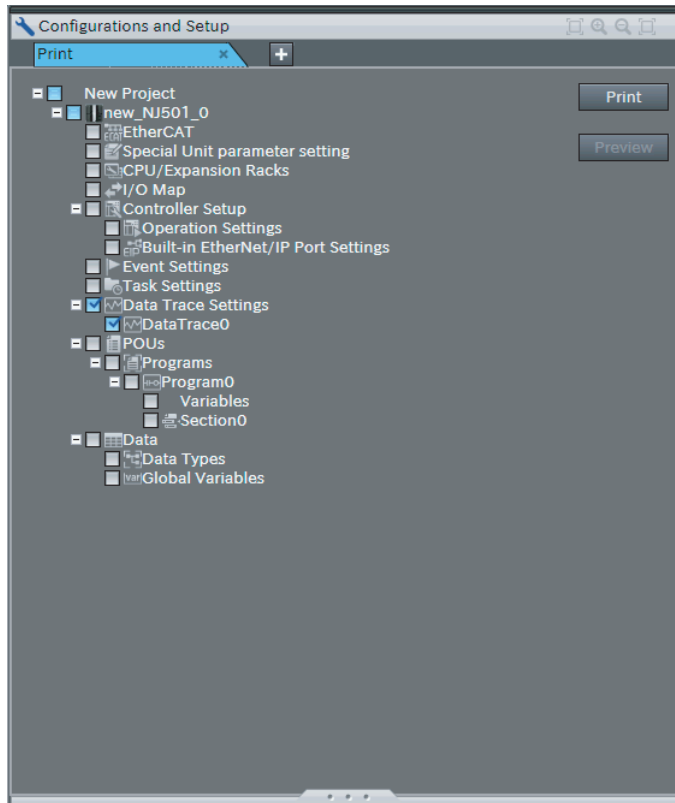 Configurations and Setup
Print
Print
New Project
new_NJ501_0
EtherCAT
Special Unit parameter setting
Preview
CPU/Expansion Racks
I/O Map
Controller Setup
Operation Settings
Built-in EtherNet/IP Port Settings
Event Settings
Task Settings
Data Trace Settings
DataTrace0
POUs
Programs
Program0
Variables
Section0
Data
Data Types
Global Variables